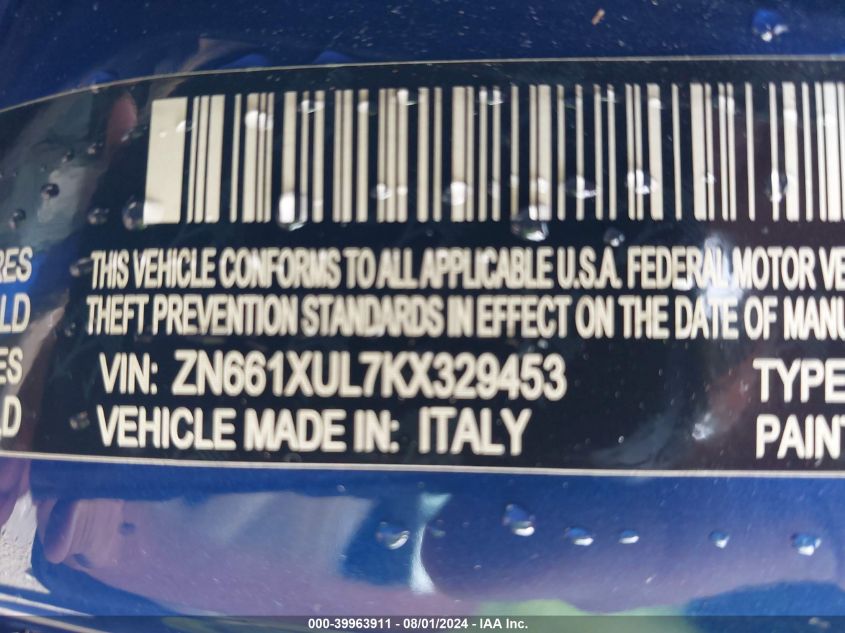 THIS VEHICLE CONFORMS TO ALL APPLICABLE U.S.A. FEDERAL MOTOR VE
RES
THEFT PREVENTION STANDARDS IN EFFECT ON THE DATE OF MANU
LD
VIN: ZN661XUL7KX329453 TYPE
ES
VEHICLE MADE IN: ITALY PAINT
LD
000-39963911 - 08/01/2024 - IAA Inc.